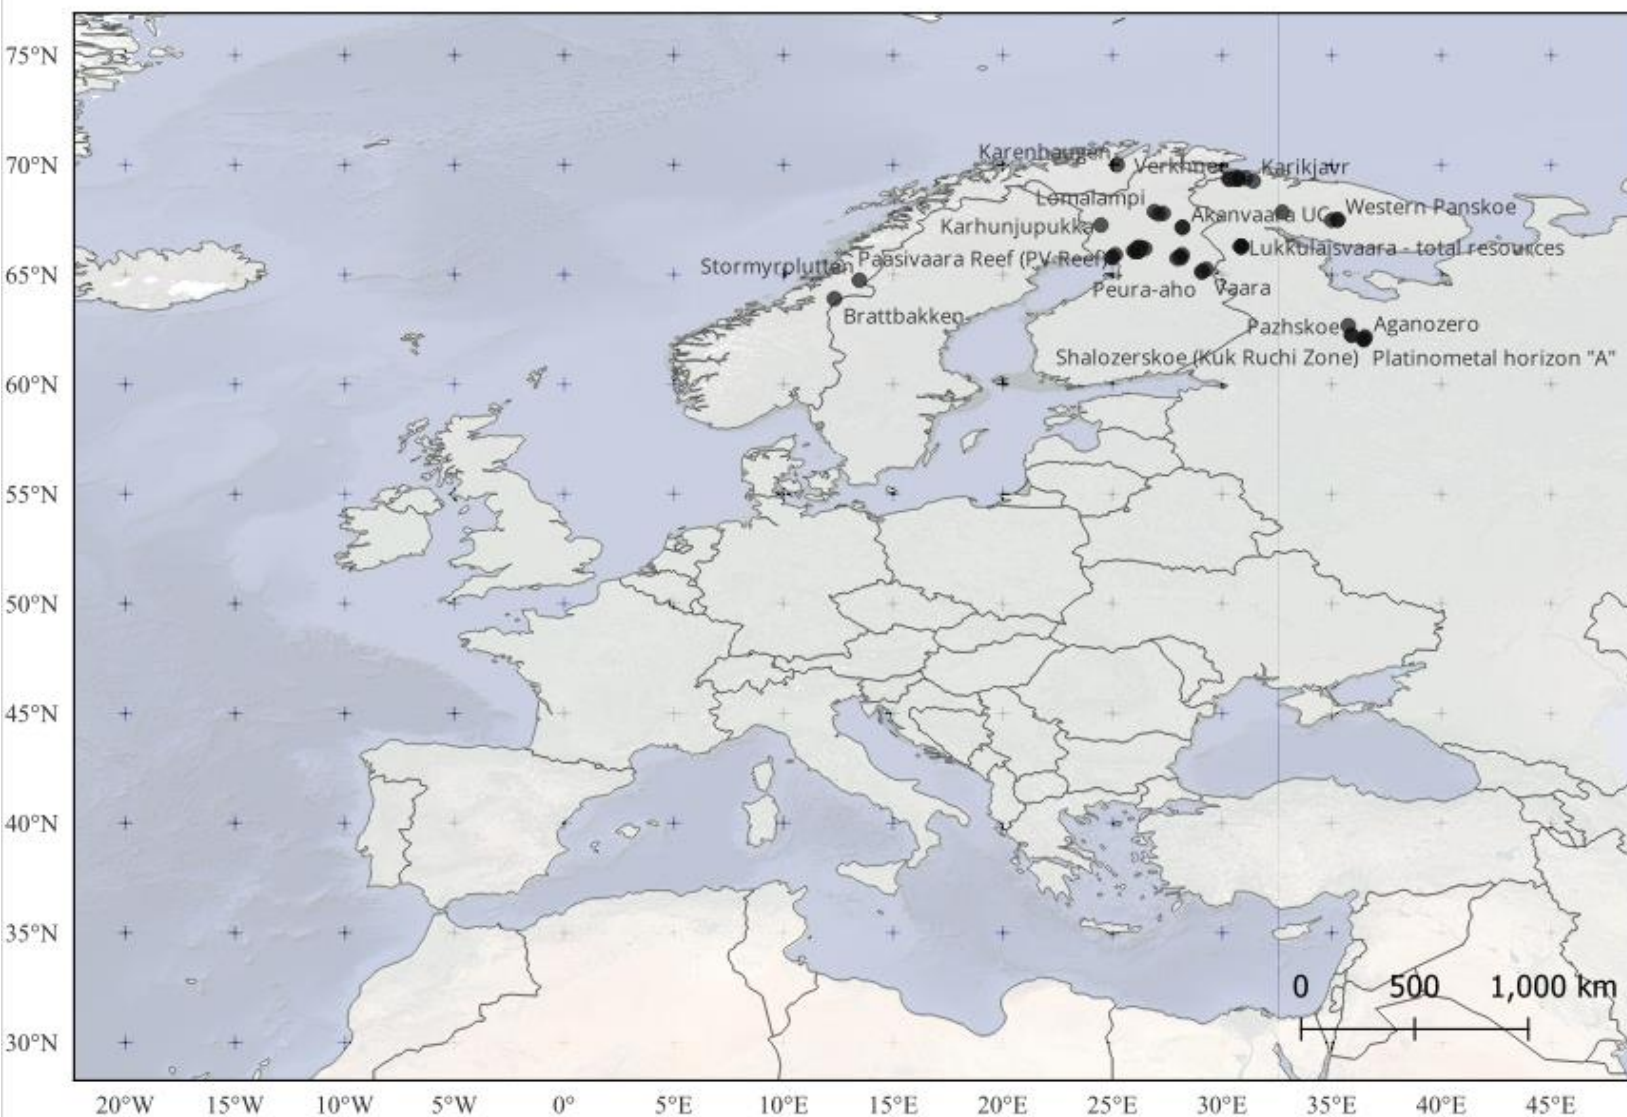 75°N
70°N
65°N
60°N
55°N
50°N
45°N
40°N
35°N
30°N
Karenhaugen
Verkhnee
Karikjavr
Lomalampi
Akanvaara UC
Western Panskoe
Karhunjupukka
Stormyrplutten
Paasivaara Reef (PV Reef)
Lukkulaisvaara - total resources
Peura-aho
Vaara
Brattbakken
Pazhskoe
Aganozero
Shalozerskoe (Kuk Ruchi Zone)
Platinometal horizon "A"
0 500 1,000 km
20°W 15°W 10°W 5°W 0° 5°E 10°E 15°E 20°E 25°E 30°E 35°E 40°E 45°E